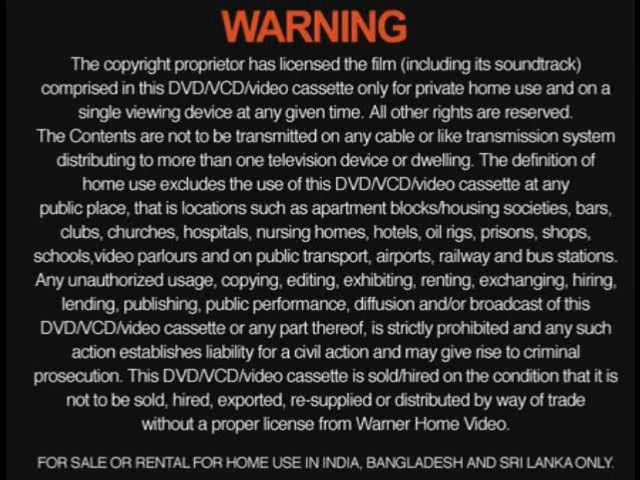 WARNING
The copyright proprietor has licensed the film (including its soundtrack)
comprised in this DVD/VCD/video cassette only for private home use and on a
single viewing device at any given time. All other rights are reserved.
The Contents are not to be transmitted on any cable or like transmission system
distributing to more than one television device or dwelling. The definition of
home use excludes the use of this DVD/VCD/video cassette at any
public place, that is locations such as apartment blocks/housing societies, bars,
clubs, churches, hospitals, nursing homes, hotels, oil rigs, prisons, shops,
schools,video parlours and on public transport, airports, railway and bus stations.
Any unauthorized usage, copying, editing, exhibiting, renting, exchanging, hiring,
lending, publishing, public performance, diffusion and/or broadcast of this
DVD/VCD/video cassette or any part thereof, is strictly prohibited and any such
action establishes liability for a civil action and may give rise to criminal
prosecution. This DVD/VCD/video cassette is sold/hired on the condition that it is
not to be sold, hired, exported, re-supplied or distributed by way of trade
without a proper license from Warner Home Video.
FOR SALE OR RENTAL FOR HOME USE IN INDIA, BANGLADESH AND SRI LANKA ONLY.